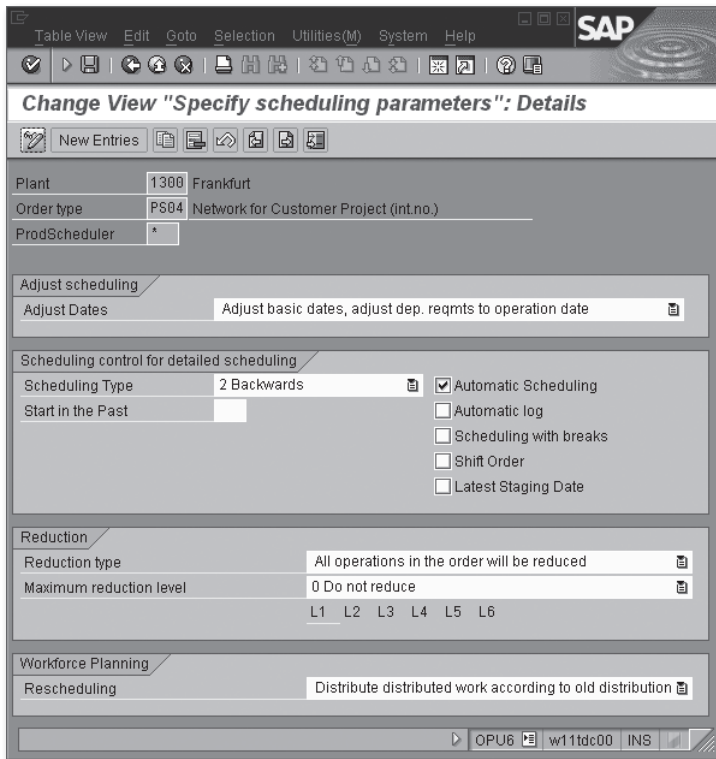 Table View Edit Goto Selection Utilities(M) System Help
SAP
Change View "Specify scheduling parameters": Details
New Entries
Plant 1300 Frankfurt
Order type PS04 Network for Customer Project (int.no.)
ProdScheduler *
Adjust scheduling
Adjust Dates Adjust basic dates, adjust dep. reqmts to operation date
Scheduling control for detailed scheduling
Scheduling Type 2 Backwards Automatic Scheduling
Start in the Past Automatic log
Scheduling with breaks
Shift Order
Latest Staging Date
Reduction
Reduction type All operations in the order will be reduced
Maximum reduction level 0 Do not reduce
L1 L2 L3 L4 L5 L6
Workforce Planning
Rescheduling Distribute distributed work according to old distribution
OPU6 w11tdc00 INS